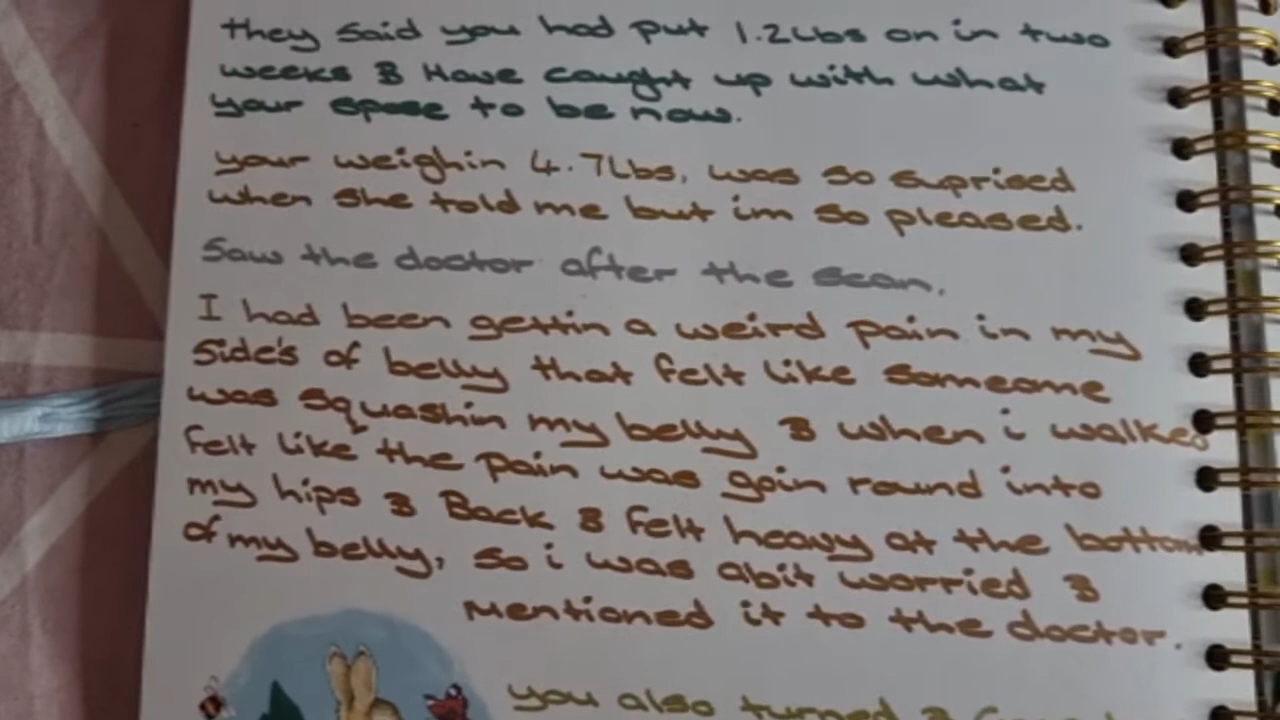 they said you had put 1.2Lbs on in two
weeks & Have caught up with what
your epose to be now.
your weighin 4.7Lbs, was so suprised
when she told me but im so pleased.
Saw the doctor after the scan.
I had been gettin a weird pain in my
Side's of belly that felt like someome
was squashin my belly & when i walked
felt like the pain was goin round into
my hips & Back & felt heavy at the bottom
of my belly, so i was abit worried &
mentioned it to the doctor.
you also turned &